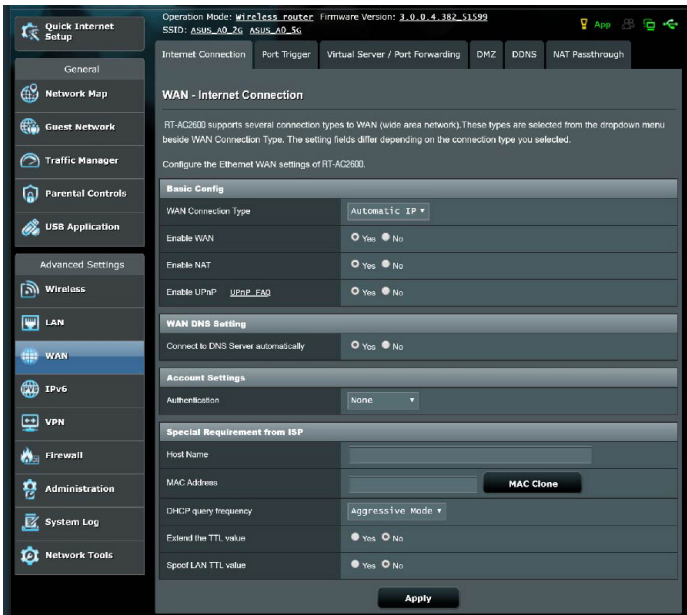 Quick Internet
Setup
Operation Mode: Wireless router Firmware Version: 3.0.0.4.382_51599
SSID: ASUS_A0_2G ASUS_A0_5G
App
General
Network Map
Guest Network
Traffic Manager
Parental Controls
USB Application
Advanced Settings
Wireless
LAN
WAN
IPv6
VPN
Firewall
Administration
System Log
Network Tools
Internet Connection Port Trigger Virtual Server / Port Forwarding DMZ DDNS NAT Passthrough
WAN - Internet Connection
RT-AC2600 supports several connection types to WAN (wide area network).These types are selected from the dropdown menu
beside WAN Connection Type. The setting fields differ depending on the connection type you selected.
Configure the Ethernet WAN settings of RT-AC2600.
Basic Config
WAN Connection Type Automatic IP
Enable WAN Yes No
Enable NAT Yes No
Enable UPnP UPnP FAQ Yes No
WAN DNS Setting
Connect to DNS Server automatically Yes No
Account Settings
Authentication None
Special Requirement from ISP
Host Name
MAC Address MAC Clone
DHCP query frequency Aggressive Mode
Extend the TTL value Yes No
Spoof LAN TTL value Yes No
Apply